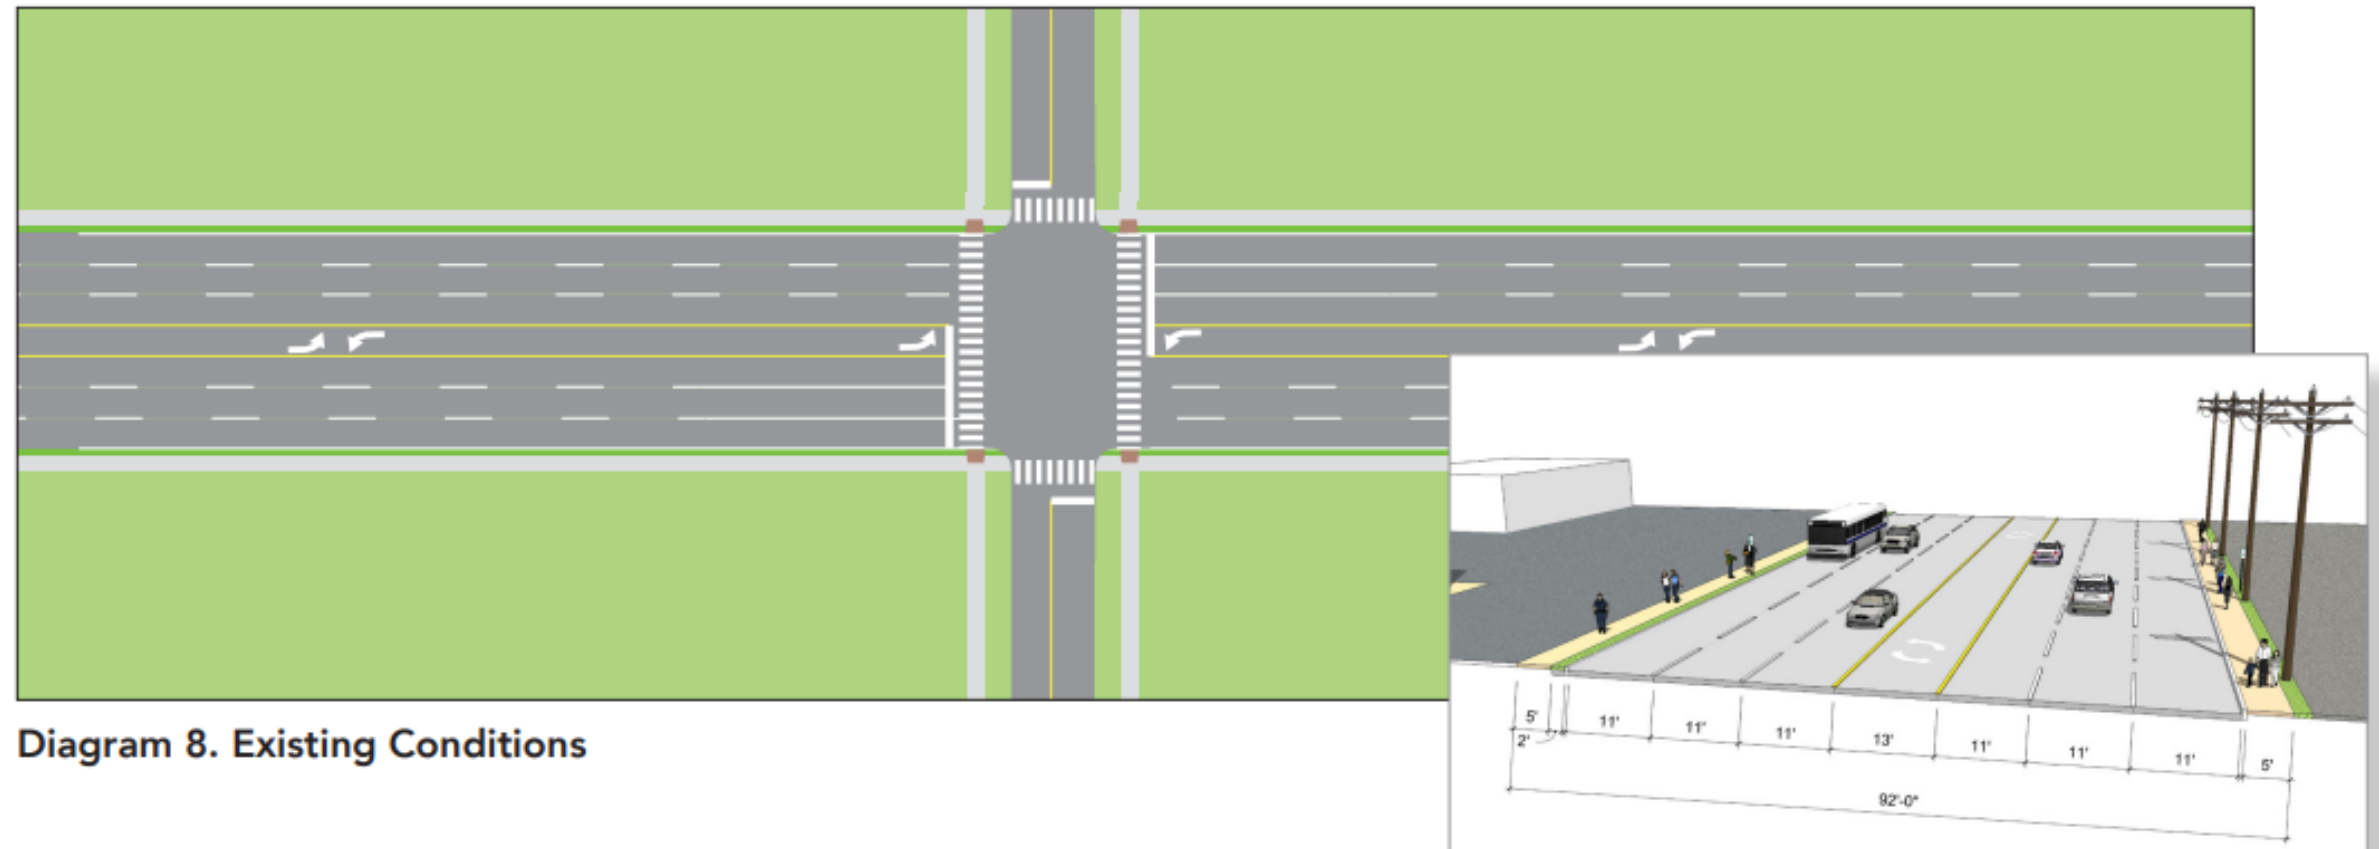 Diagram 8. Existing Conditions
5' 11' 11' 11' 13' 11' 11' 11' 5'
2'
92'-0"